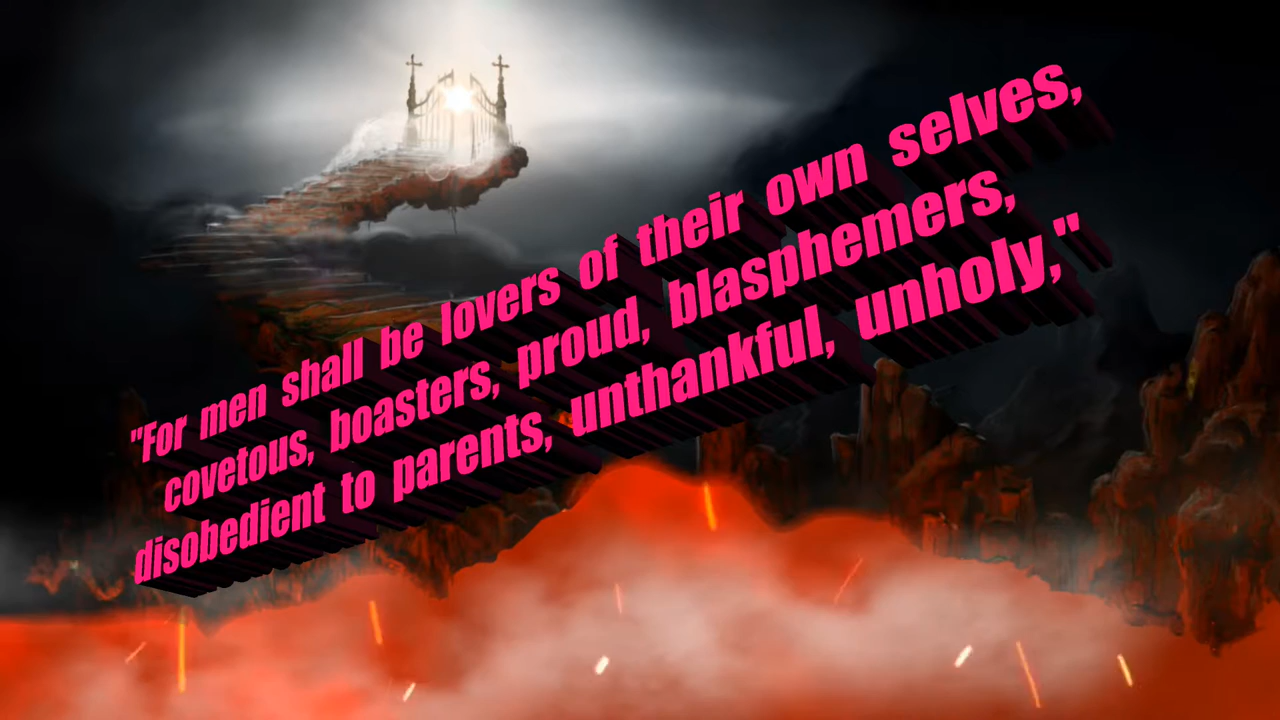 "For men shall be lovers of their own selves,
covetous, boasters, proud, blasphemers,
disobedient to parents, unthankful, unholy,"